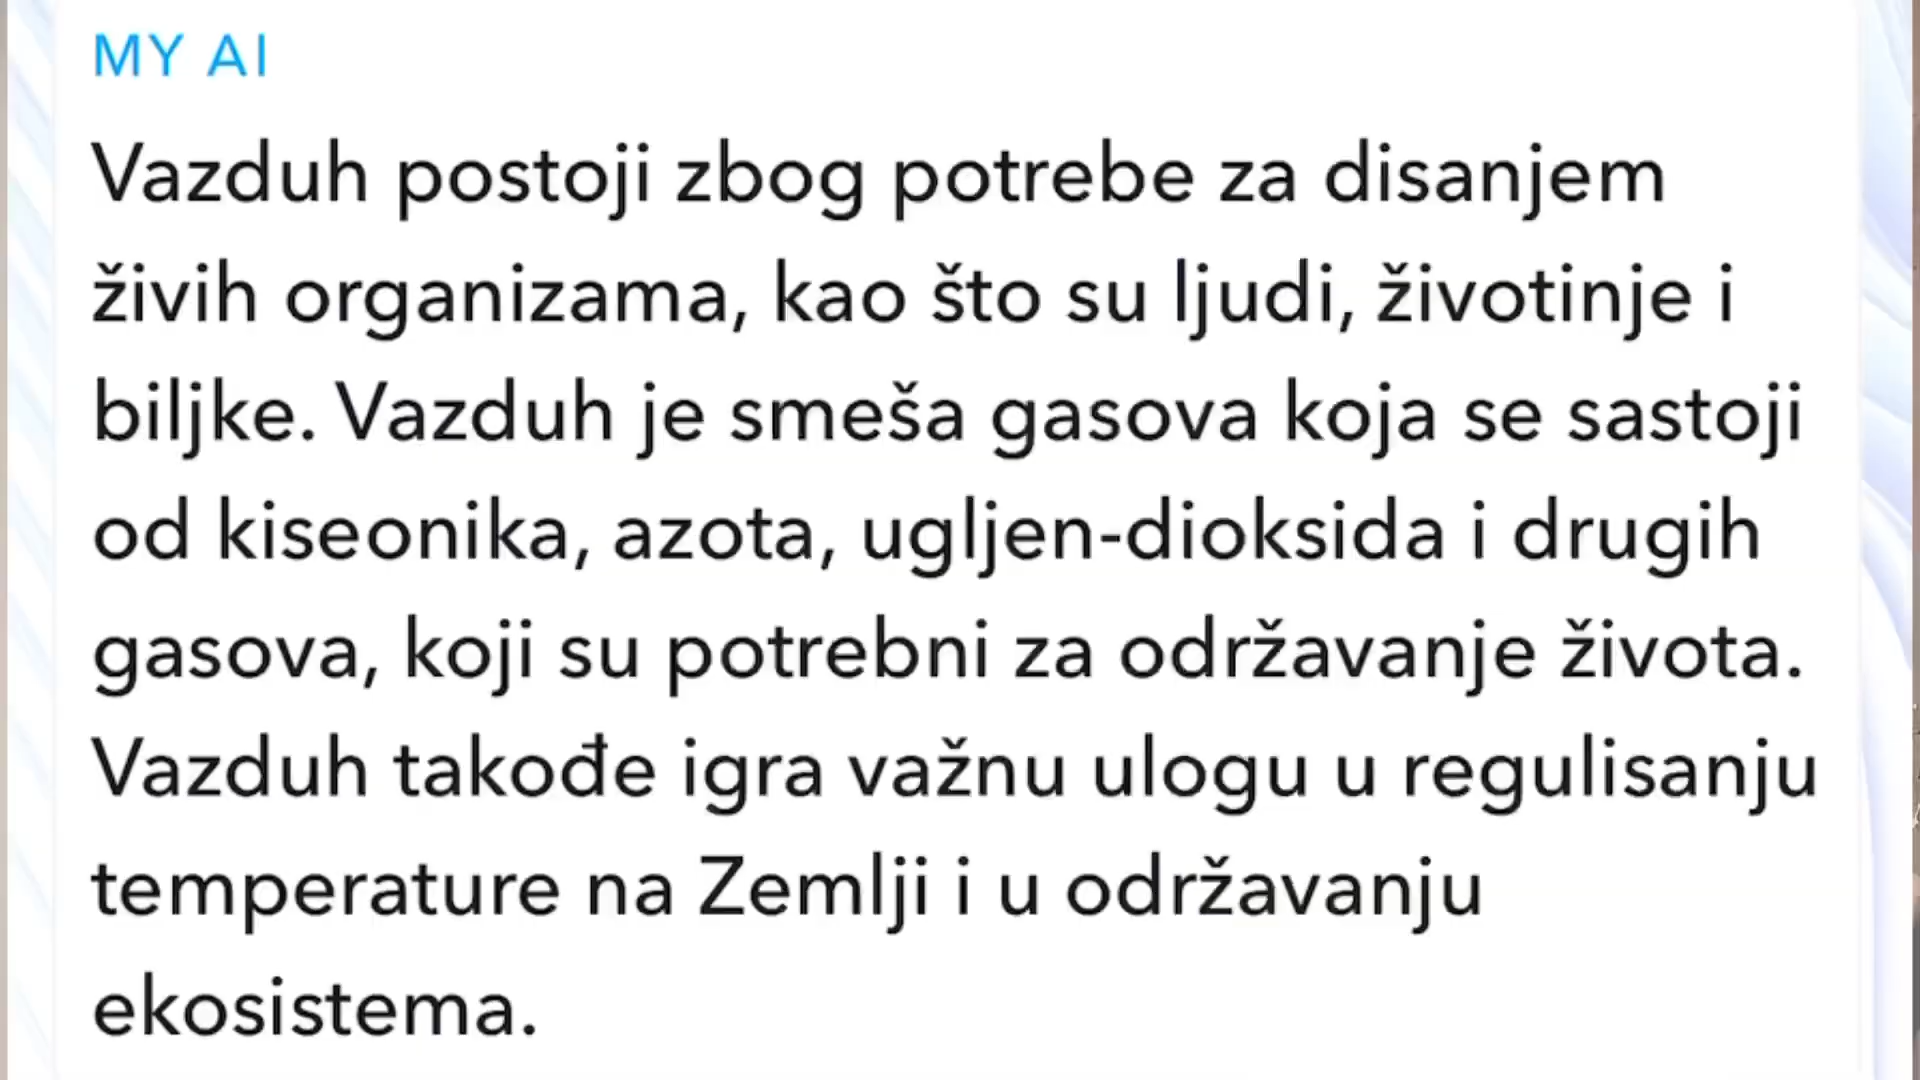 MY AI
Vazduh postoji zbog potrebe za disanjem
živih organizama, kao što su ljudi, životinje i
biljke. Vazduh je smeša gasova koja se sastoji
od kiseonika, azota, ugljen-dioksida i drugih
gasova, koji su potrebni za održavanje života.
Vazduh takođe igra važnu ulogu u regulisanju
temperature na Zemlji i u održavanju
ekosistema.